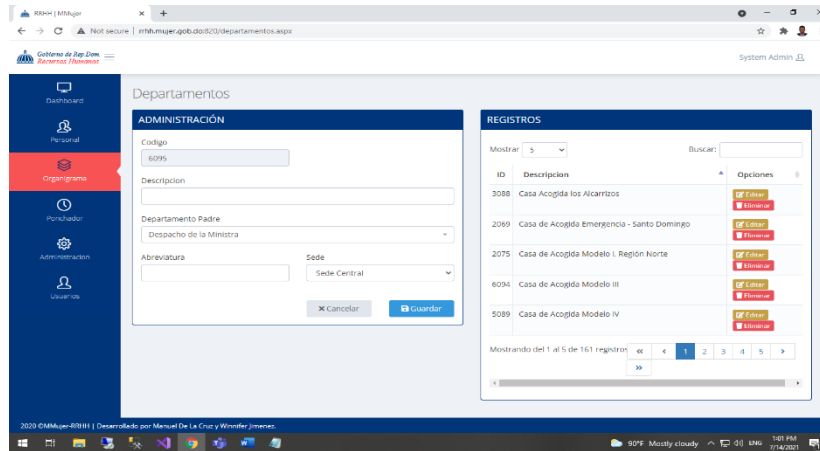 RRHH | MMujer
Not secure | rrhh.mujer.gob.do:820/departamentos.aspx
Gobierno de Rep Dom.
Recursos Humanos
System Admin
Dashboard
Personal
Organigrama
Ponchador
Administracion
Usuarios
Departamentos
ADMINISTRACIÓN
Codigo
6095
Descripcion
Departamento Padre
Despacho de la Ministra
Abreviatura
Sede
Sede Central
Cancelar
Guardar
REGISTROS
Mostrar 5
Buscar:
ID Descripcion Opciones
3088 Casa Acogida los Alcarrizos Editar
Eliminar
2069 Casa de Acogida Emergencia - Santo Domingo Editar
Eliminar
2075 Casa de Acogida Modelo I, Región Norte Editar
Eliminar
6094 Casa de Acogida Modelo III Editar
Eliminar
5089 Casa de Acogida Modelo IV Editar
Eliminar
Mostrando del 1 al 5 de 161 registros « ‹ 1 2 3 4 5 ›
»
2020 ©MMujer-RRHH | Desarrollado por Manuel De La Cruz y Winnifer Jimenez.
90°F Mostly cloudy ENG 1:01 PM
7/14/2021